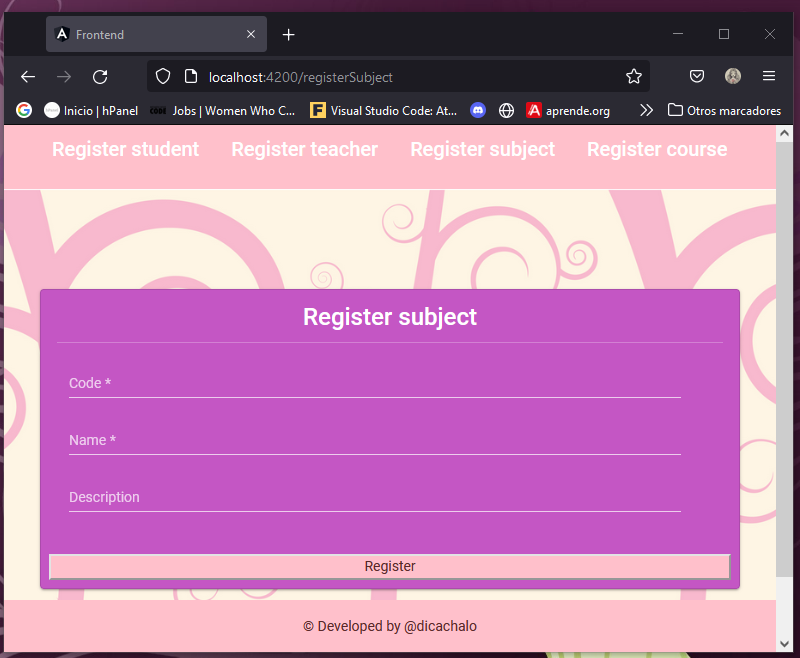 Frontend
localhost:4200/registerSubject
Inicio | hPanel
Jobs | Women Who C...
Visual Studio Code: At...
aprende.org
Otros marcadores
Register student
Register teacher
Register subject
Register course
Register subject
Code *
Name *
Description
Register
© Developed by @dicachalo